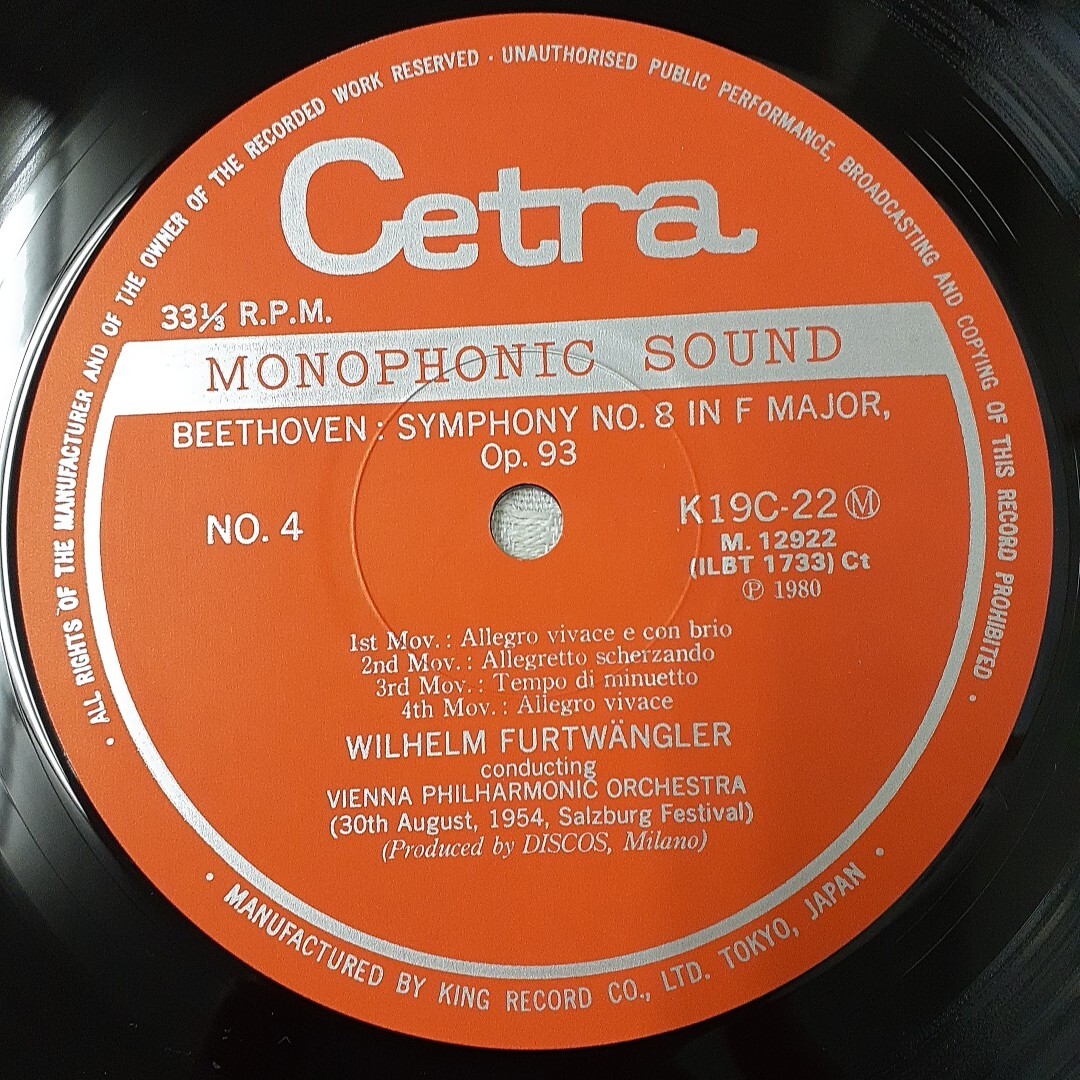 · ALL RIGHTS OF THE MANUFACTURER AND OF THE OWNER OF THE RECORDED WORK RESERVED · UNAUTHORISED PUBLIC PERFORMANCE, BROADCASTING AND COPYING OF THIS RECORD PROHIBITED ·
Cetra
33⅓ R.P.M.
MONOPHONIC SOUND
BEETHOVEN : SYMPHONY NO. 8 IN F MAJOR,
Op. 93
NO. 4
K19C-22 Ⓜ
M. 12922
(ILBT 1733) Ct
℗ 1980
1st Mov. : Allegro vivace e con brio
2nd Mov. : Allegretto scherzando
3rd Mov. : Tempo di minuetto
4th Mov. : Allegro vivace
WILHELM FURTWÄNGLER
conducting
VIENNA PHILHARMONIC ORCHESTRA
(30th August, 1954, Salzburg Festival)
(Produced by DISCOS, Milano)
· MANUFACTURED BY KING RECORD CO., LTD. TOKYO, JAPAN ·